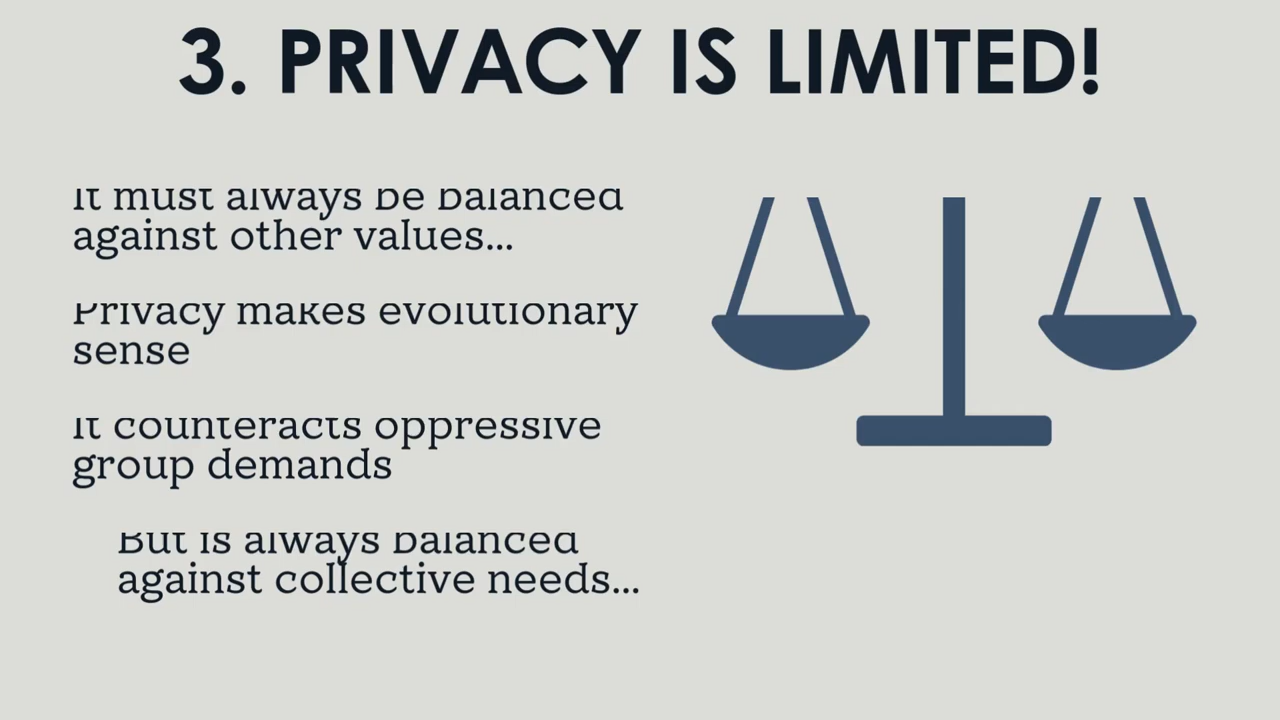 3. PRIVACY IS LIMITED!
It must always be balanced
against other values...
Privacy makes evolutionary
sense
It counteracts oppressive
group demands
But is always balanced
against collective needs...